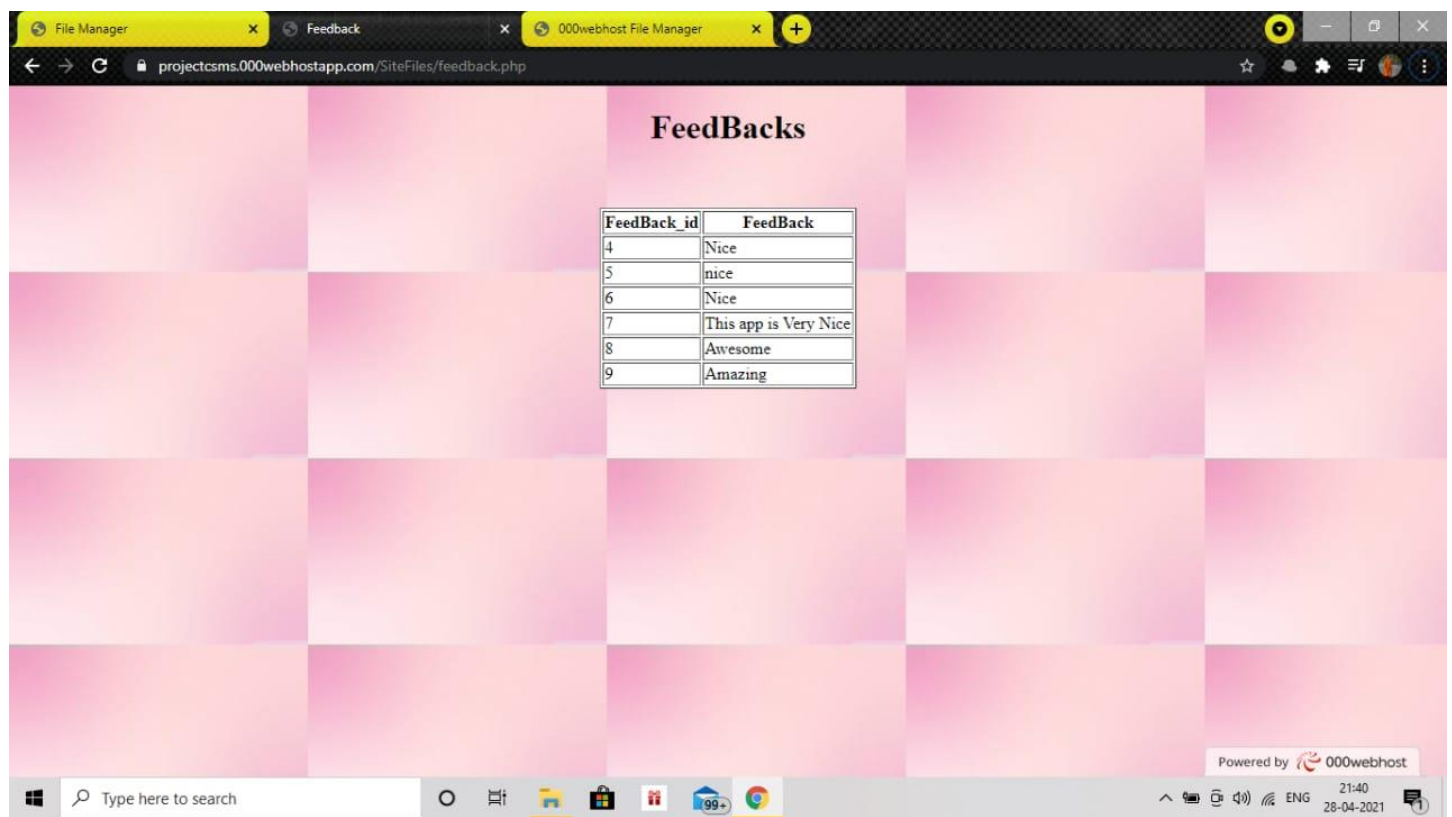 File Manager
Feedback
000webhost File Manager
projectcsms.000webhostapp.com/SiteFiles/feedback.php
FeedBacks
FeedBack_id FeedBack
4 Nice
5 nice
6 Nice
7 This app is Very Nice
8 Awesome
9 Amazing
Powered by 000webhost
Type here to search
99+
ENG
21:40
28-04-2021
1